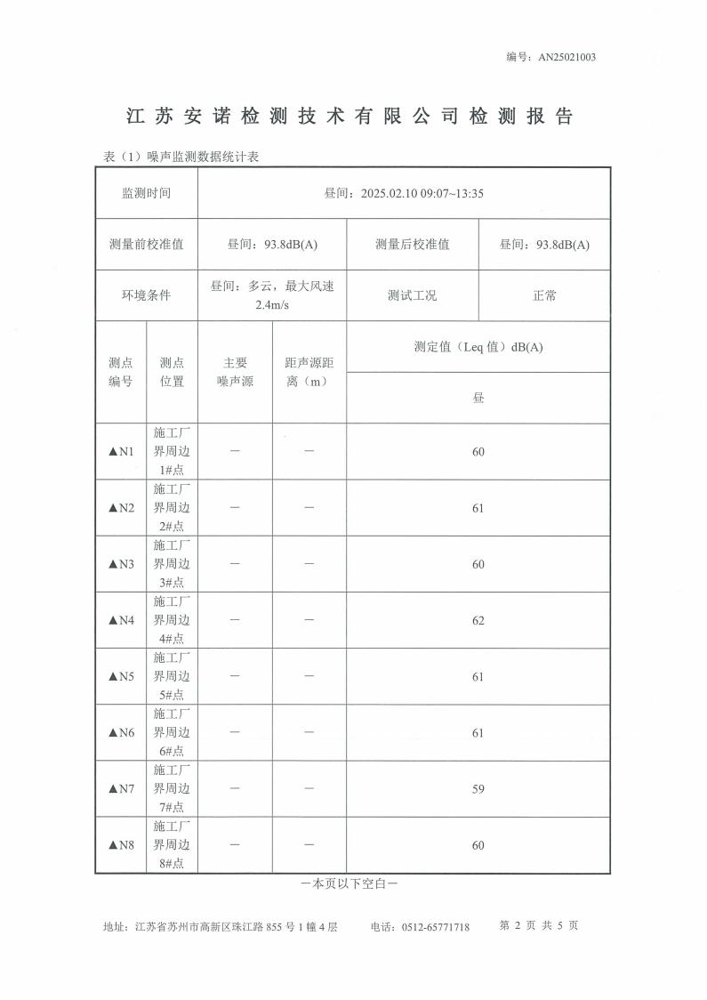 编号：AN25021003
江苏安诺检测技术有限公司检测报告
表（1）噪声监测数据统计表
监测时间 昼间：2025.02.10 09:07~13:35
测量前校准值 昼间：93.8dB(A) 测量后校准值 昼间：93.8dB(A)
环境条件 昼间：多云，最大风速
2.4m/s 测试工况 正常
测点
编号
测点
位置
主要
噪声源
距声源距
离（m）
测定值（Leq 值）dB(A)
昼
▲N1
施工厂
界周边
1#点
— — 60
▲N2
施工厂
界周边
2#点
— — 61
▲N3
施工厂
界周边
3#点
— — 60
▲N4
施工厂
界周边
4#点
— — 62
▲N5
施工厂
界周边
5#点
— — 61
▲N6
施工厂
界周边
6#点
— — 61
▲N7
施工厂
界周边
7#点
— — 59
▲N8
施工厂
界周边
8#点
— — 60
—本页以下空白—
地址：江苏省苏州市高新区珠江路 855 号 1 幢 4 层 电话：0512-65771718 第 2 页 共 5 页